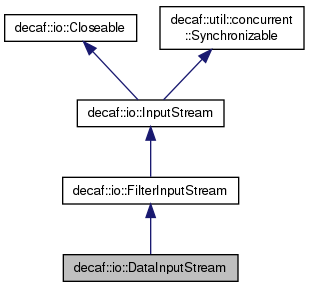 decaf::io::Closeable
decaf::util::concurrent
::Synchronizable
decaf::io::InputStream
decaf::io::FilterInputStream
decaf::io::DataInputStream